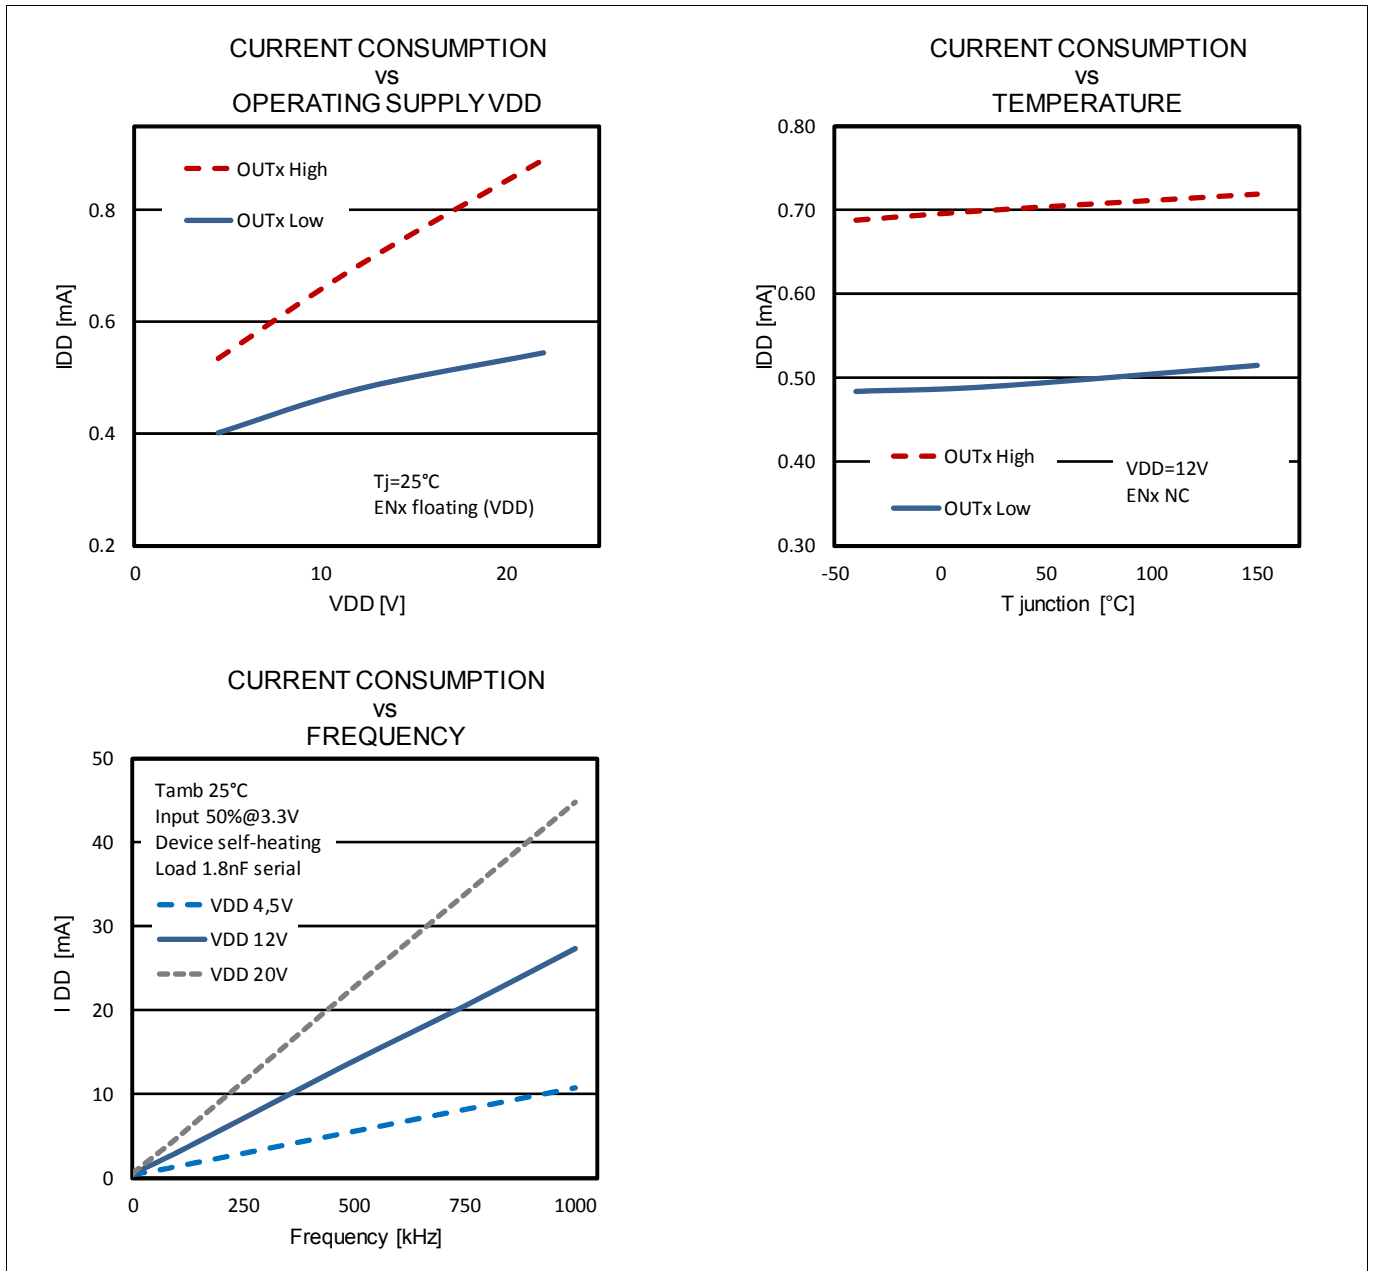 CURRENT CONSUMPTION
vs
OPERATING SUPPLY VDD
OUTx High
OUTx Low
0.8
0.6
0.4
0.2
IDD [mA]
Tj=25°C
ENx floating (VDD)
0 10 20
VDD [V]
CURRENT CONSUMPTION
vs
TEMPERATURE
0.80
0.70
0.60
0.50
0.40
0.30
IDD [mA]
OUTx High
OUTx Low
VDD=12V
ENx NC
-50 0 50 100 150
T junction [°C]
CURRENT CONSUMPTION
vs
FREQUENCY
50
40
30
20
10
0
I DD [mA]
Tamb 25°C
Input 50%@3.3V
Device self-heating
Load 1.8nF serial
VDD 4,5V
VDD 12V
VDD 20V
0 250 500 750 1000
Frequency [kHz]